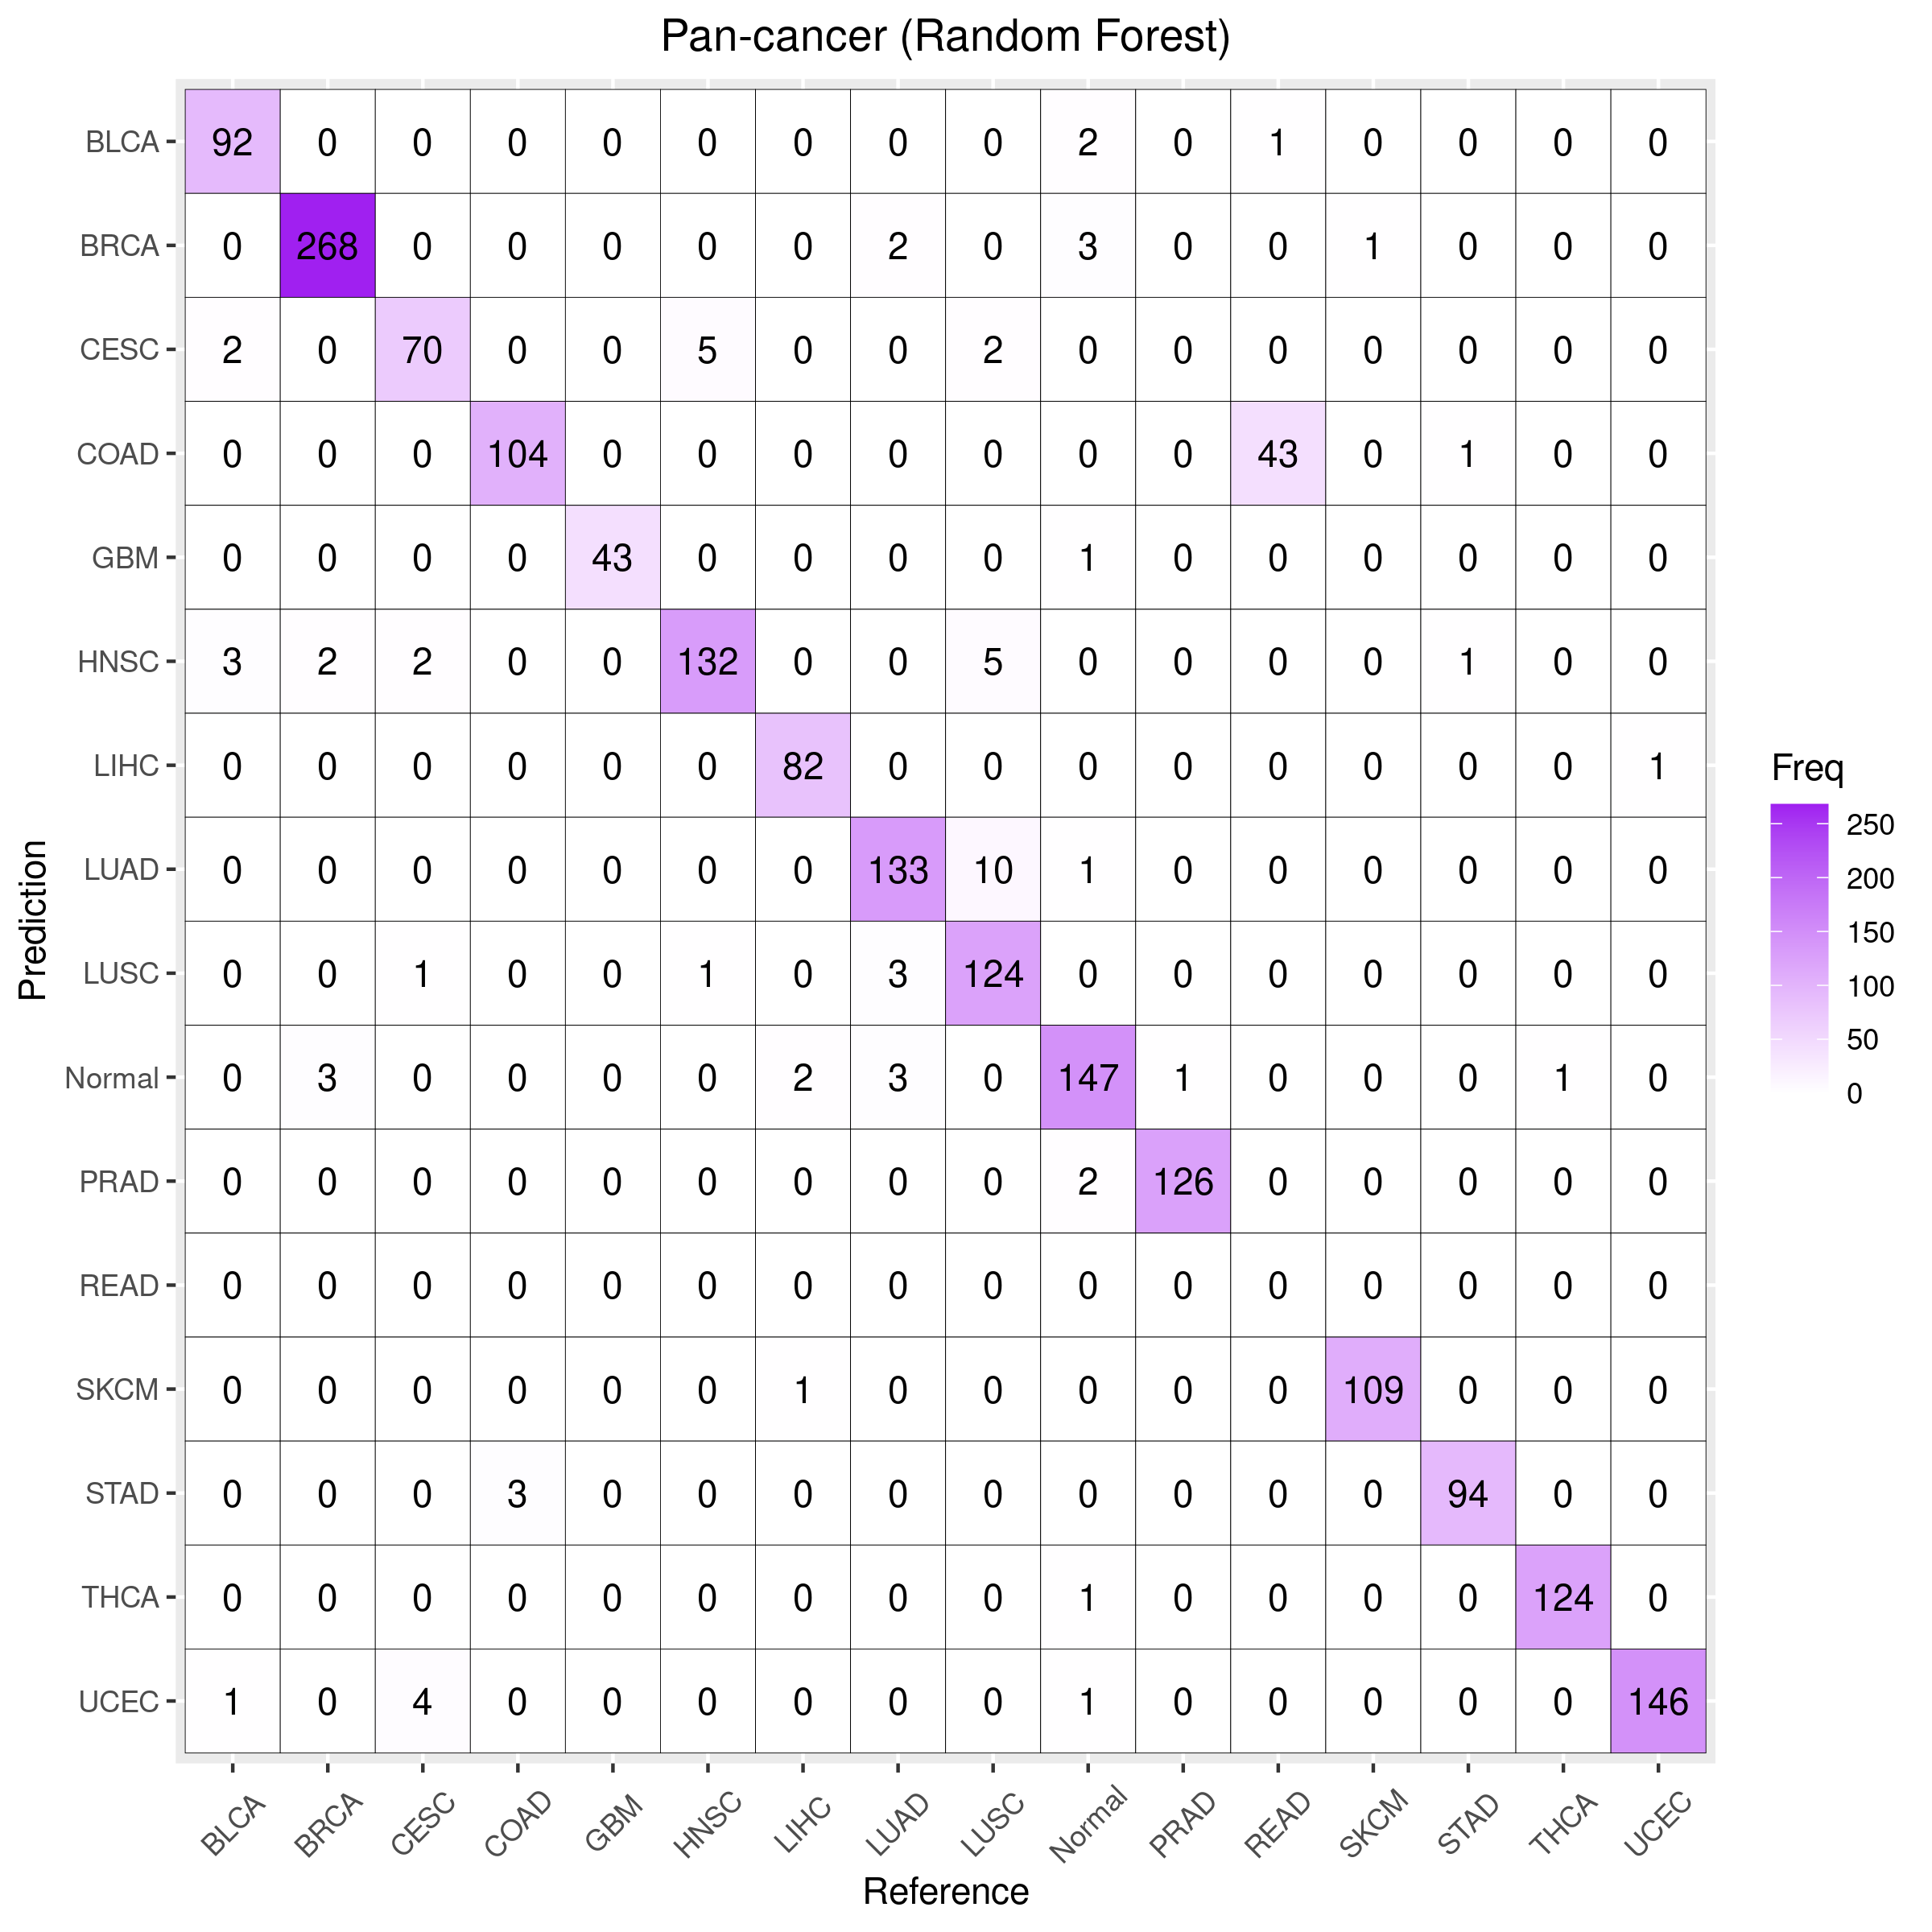 Pan-cancer (Random Forest)
BLCA 92 0 0 0 0 0 0 0 0 2 0 1 0 0 0 0
BRCA 0 268 0 0 0 0 0 2 0 3 0 0 1 0 0 0
CESC 2 0 70 0 0 5 0 0 2 0 0 0 0 0 0 0
COAD 0 0 0 104 0 0 0 0 0 0 0 43 0 1 0 0
GBM 0 0 0 0 43 0 0 0 0 1 0 0 0 0 0 0
HNSC 3 2 2 0 0 132 0 0 5 0 0 0 0 1 0 0
LIHC 0 0 0 0 0 0 82 0 0 0 0 0 0 0 0 1
LUAD 0 0 0 0 0 0 0 133 10 1 0 0 0 0 0 0
LUSC 0 0 1 0 0 1 0 3 124 0 0 0 0 0 0 0
Normal 0 3 0 0 0 0 2 3 0 147 1 0 0 0 1 0
PRAD 0 0 0 0 0 0 0 0 0 2 126 0 0 0 0 0
READ 0 0 0 0 0 0 0 0 0 0 0 0 0 0 0 0
SKCM 0 0 0 0 0 0 1 0 0 0 0 0 109 0 0 0
STAD 0 0 0 3 0 0 0 0 0 0 0 0 0 94 0 0
THCA 0 0 0 0 0 0 0 0 0 1 0 0 0 0 124 0
UCEC 1 0 4 0 0 0 0 0 0 1 0 0 0 0 0 146
BLCA BRCA CESC COAD GBM HNSC LIHC LUAD LUSC Normal PRAD READ SKCM STAD THCA UCEC
Reference
Prediction
Freq
250
200
150
100
50
0